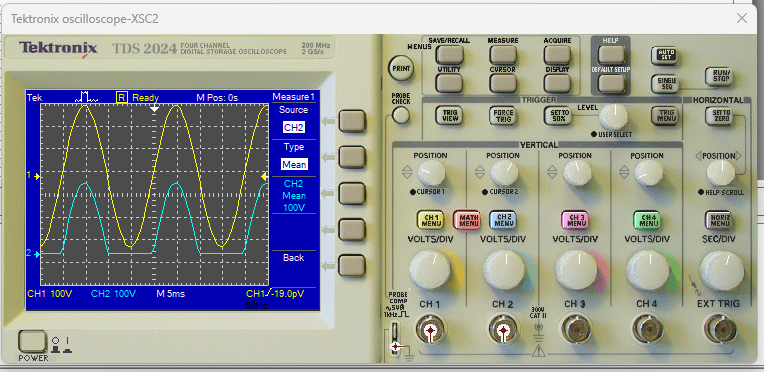 Tektronix oscilloscope-XSC2
Tektronix TDS 2024 FOUR CHANNEL DIGITAL STORAGE OSCILLOSCOPE 200 MHz 2 GS/s
Tek R Ready M Pos: 0s Measure1
Source
CH2
Type
Mean
CH2
Mean
100V
Back
1
2
CH1 100V CH2 100V M 5ms CH1/-19.0pV
POWER
PRINT
PROBE CHECK
MENUS
SAVE/RECALL MEASURE ACQUIRE HELP
AUTO SET
UTILITY CURSOR DISPLAY DEFAULT SETUP
SINGLE SEQ
RUN/STOP
TRIGGER
TRIG VIEW
FORCE TRIG
SET TO 50%
LEVEL
USER SELECT
TRIG MENU
HORIZONTAL
SET TO ZERO
VERTICAL
POSITION POSITION POSITION POSITION POSITION
CURSOR 1 CURSOR 2 HELP SCROLL
CH 1 MENU
MATH MENU
CH 2 MENU
CH 3 MENU
CH 4 MENU
HORIZ MENU
VOLTS/DIV VOLTS/DIV VOLTS/DIV VOLTS/DIV SEC/DIV
PROBE COMP
~5V
1kHz
CH 1 CH 2 CH 3 CH 4 EXT TRIG
300V
CAT II